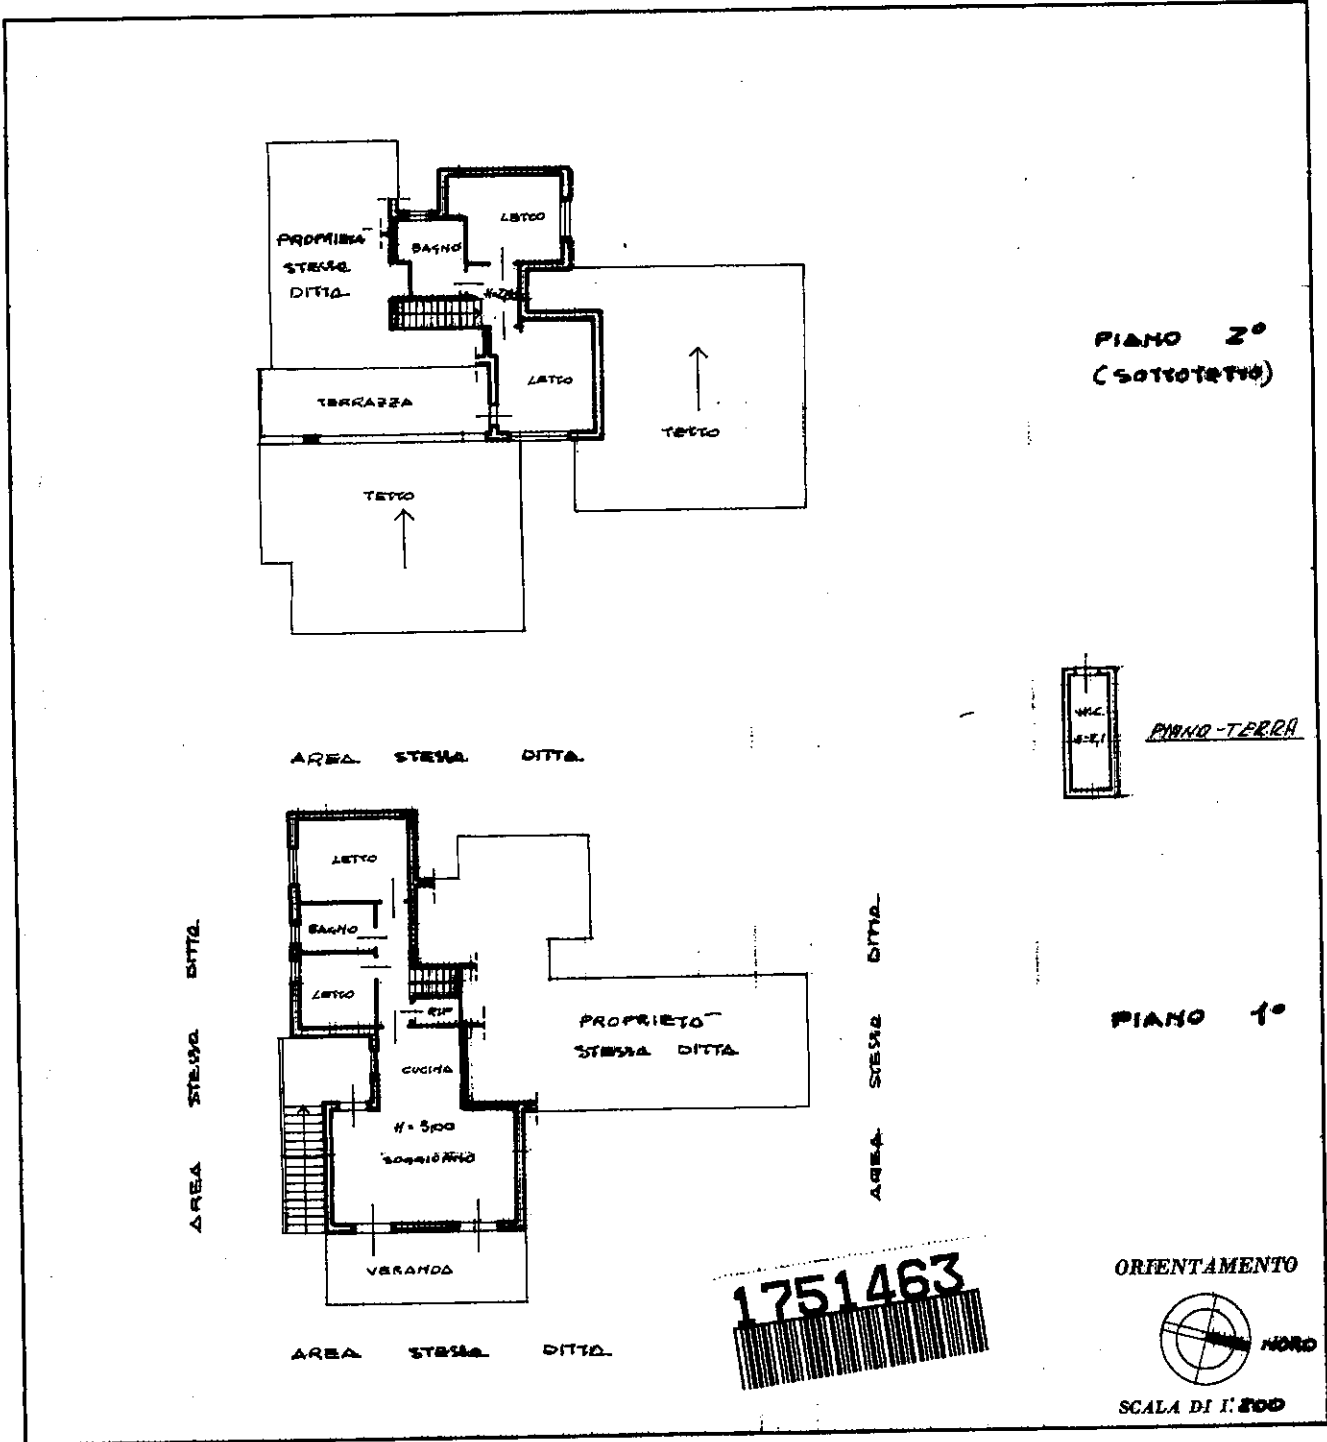 LETTO
BAGNO
PROPRIETA'
STESSA
DITTA
LETTO
TERRAZZA
TETTO
TETTO
PIANO 2°
(SOTTOTETTO)
W.C.
PIANO-TERRA
AREA STESSA DITTA
LETTO
BAGNO
LETTO
RIP
CUCINA
H = 3,00
SOGGIORNO
VERANDA
PROPRIETA'
STESSA DITTA
AREA STESSA DITTA
AREA STESSA DITTA
PIANO 1°
AREA STESSA DITTA
1751463
ORIENTAMENTO
NORD
SCALA DI 1:200